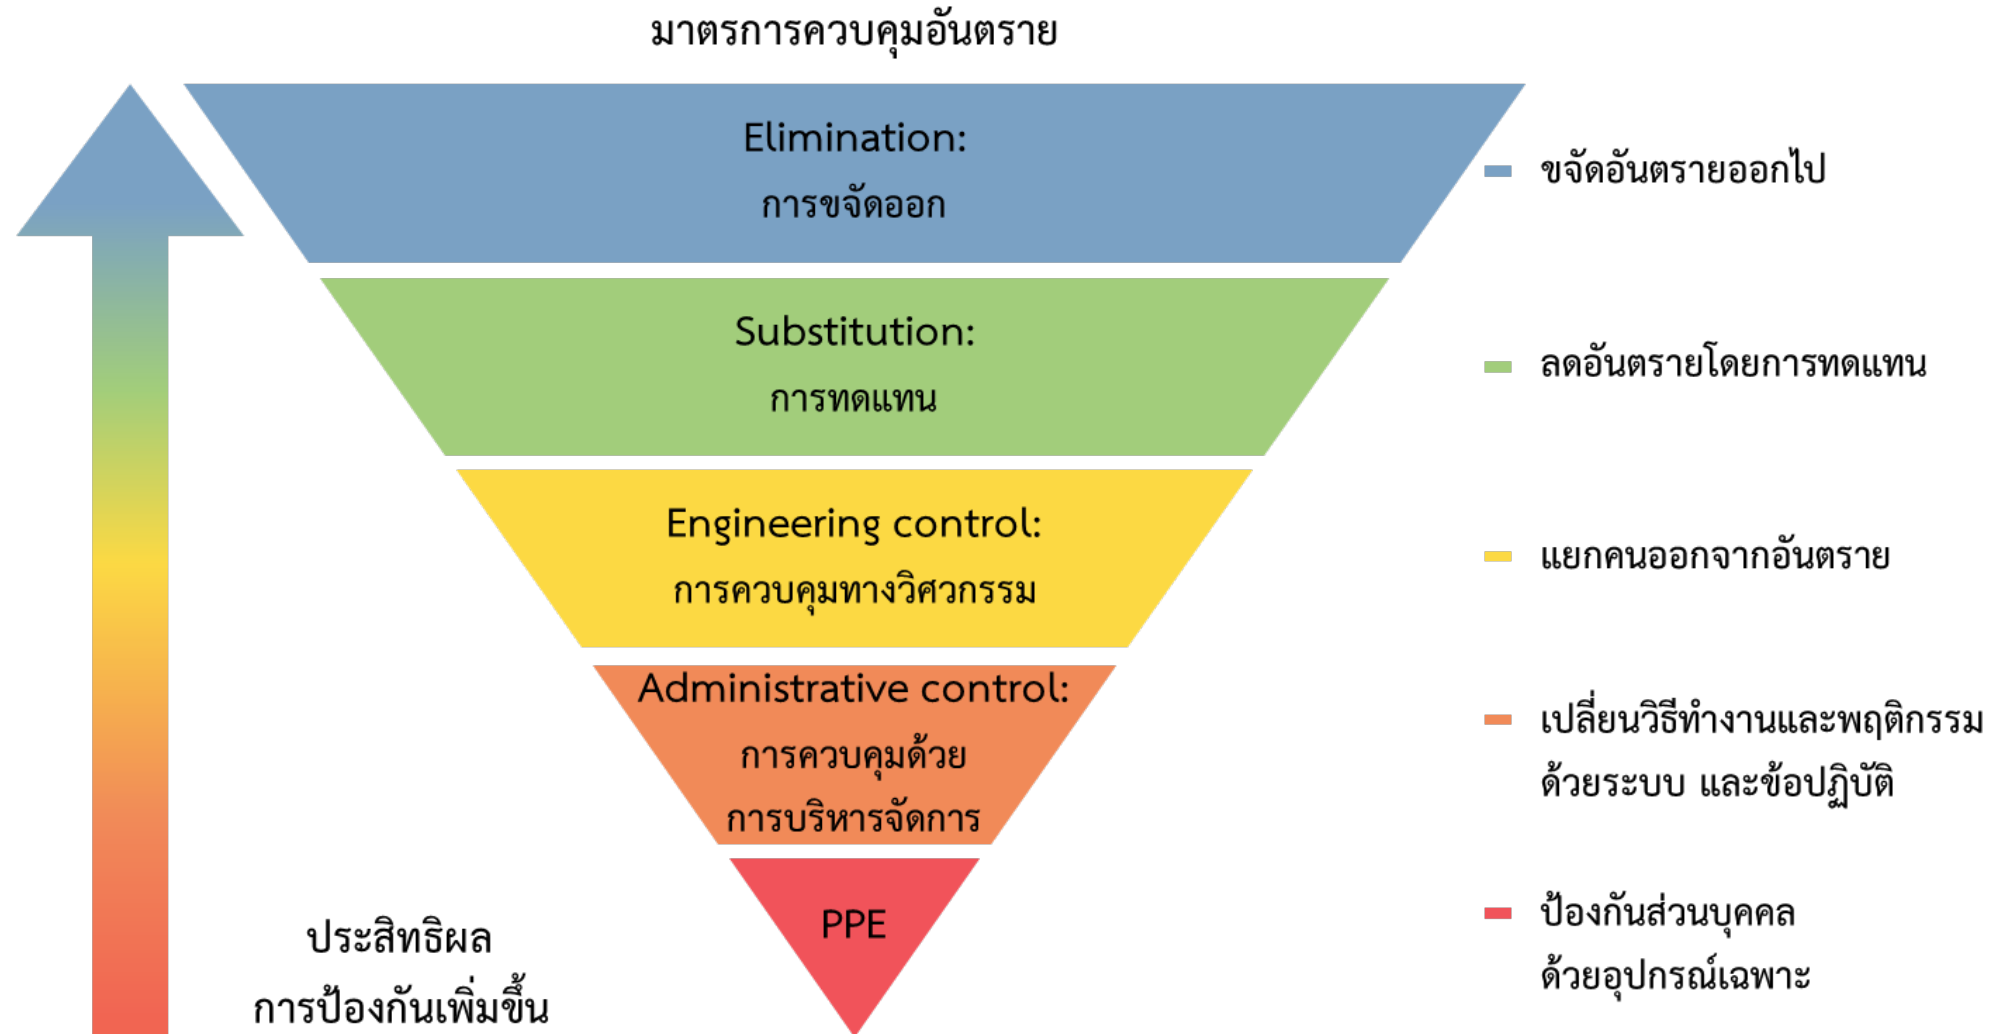 มาตรการควบคุมอันตราย
Elimination:
การขจัดออก
ขจัดอันตรายออกไป
Substitution:
การทดแทน
ลดอันตรายโดยการทดแทน
Engineering control:
การควบคุมทางวิศวกรรม
แยกคนออกจากอันตราย
Administrative control:
การควบคุมด้วย
การบริหารจัดการ
เปลี่ยนวิธีทำงานและพฤติกรรม
ด้วยระบบ และข้อปฏิบัติ
PPE
ป้องกันส่วนบุคคล
ด้วยอุปกรณ์เฉพาะ
ประสิทธิผล
การป้องกันเพิ่มขึ้น